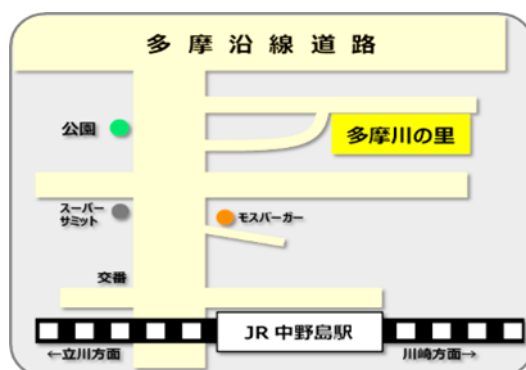 多摩沿線道路
公園
多摩川の里
スーパー
サミット
モスバーガー
交番
JR 中野島駅
←立川方面
川崎方面→